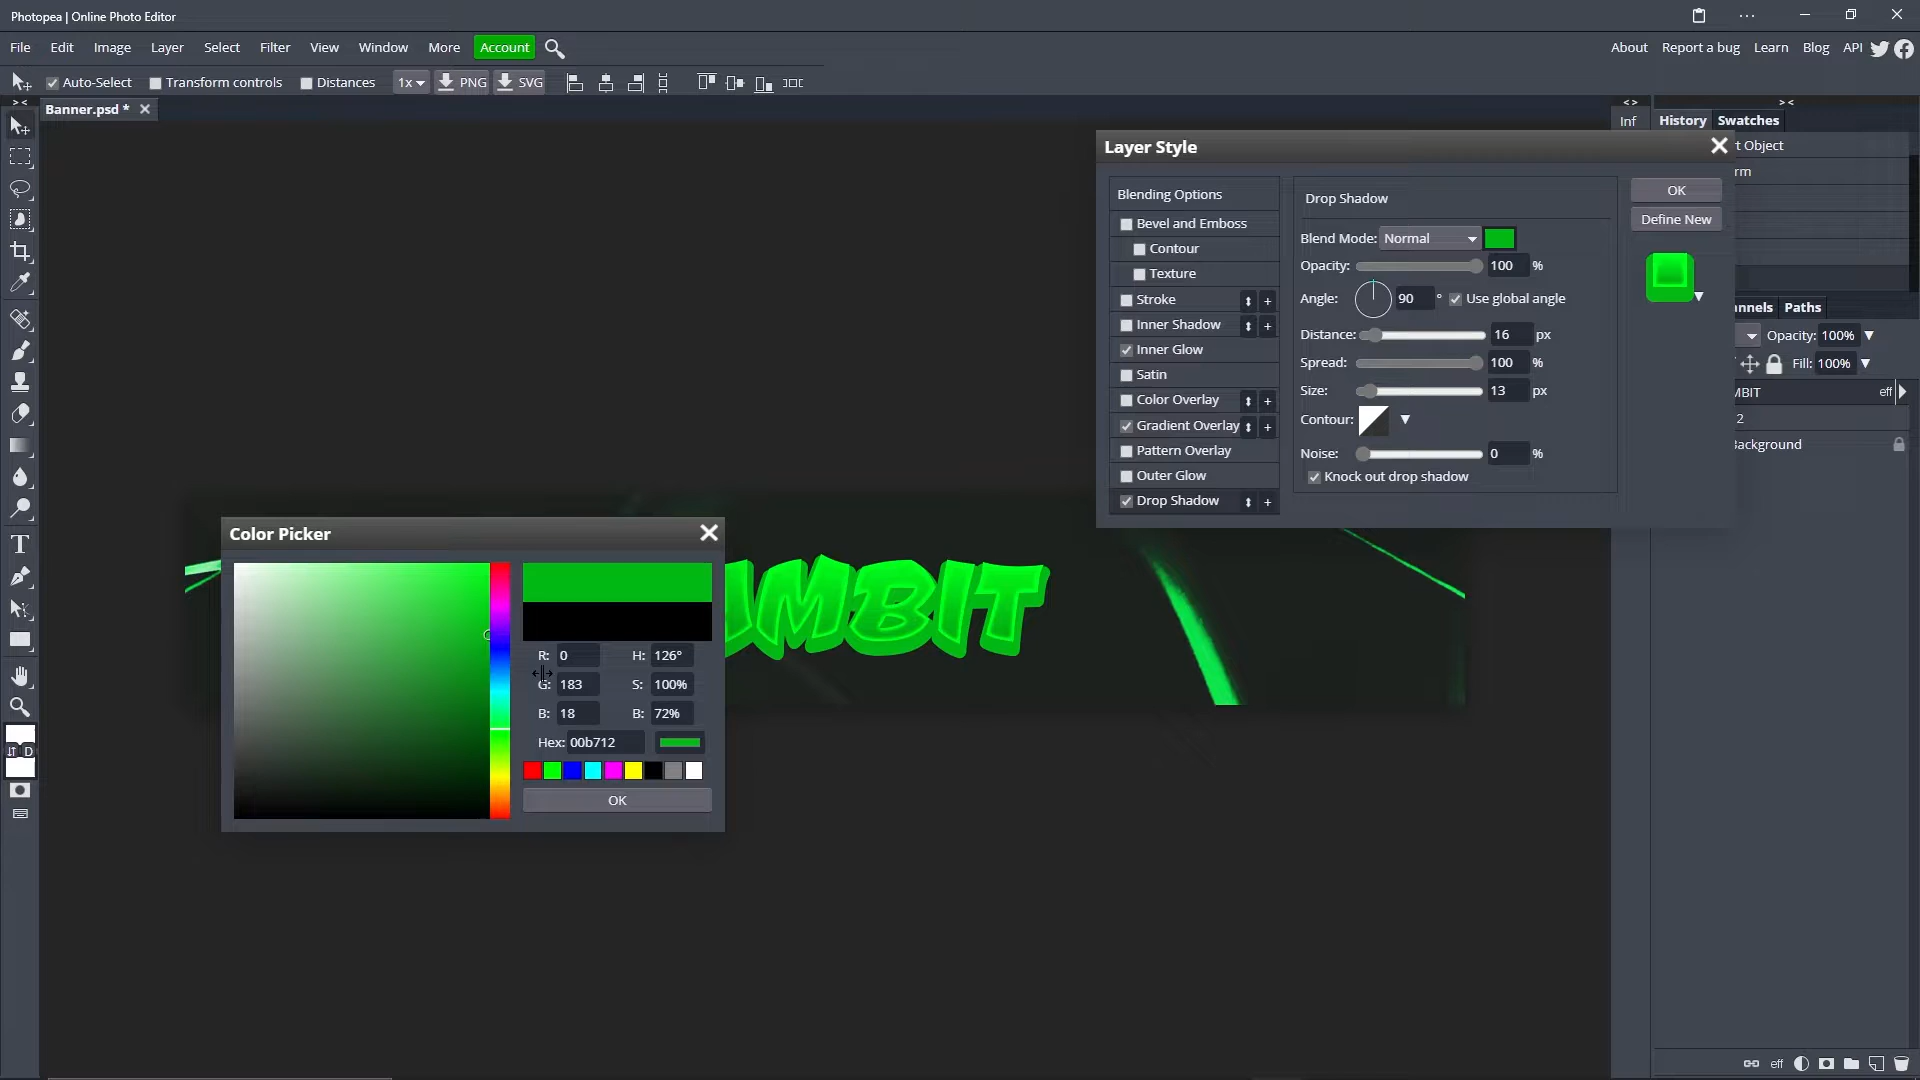 Photopea | Online Photo Editor
File Edit Image Layer Select Filter View Window More Account
About Report a bug Learn Blog API
Auto-Select Transform controls Distances 1x PNG SVG
Banner.psd *
Inf History Swatches
Layer Style
t Object
rm
Blending Options
Bevel and Emboss
Contour
Texture
Stroke +
Inner Shadow +
Inner Glow
Satin
Color Overlay +
Gradient Overlay +
Pattern Overlay
Outer Glow
Drop Shadow +
Drop Shadow
Blend Mode: Normal
Opacity: 100 %
Angle: 90 ° Use global angle
Distance: 16 px
Spread: 100 %
Size: 13 px
Contour:
Noise: 0 %
Knock out drop shadow
OK
Define New
annels Paths
Opacity: 100%
Fill: 100%
MBIT eff
2
Background
Color Picker
R: 0 H: 126°
G: 183 S: 100%
B: 18 B: 72%
Hex: 00b712
OK
AMBIT
T
D
eff